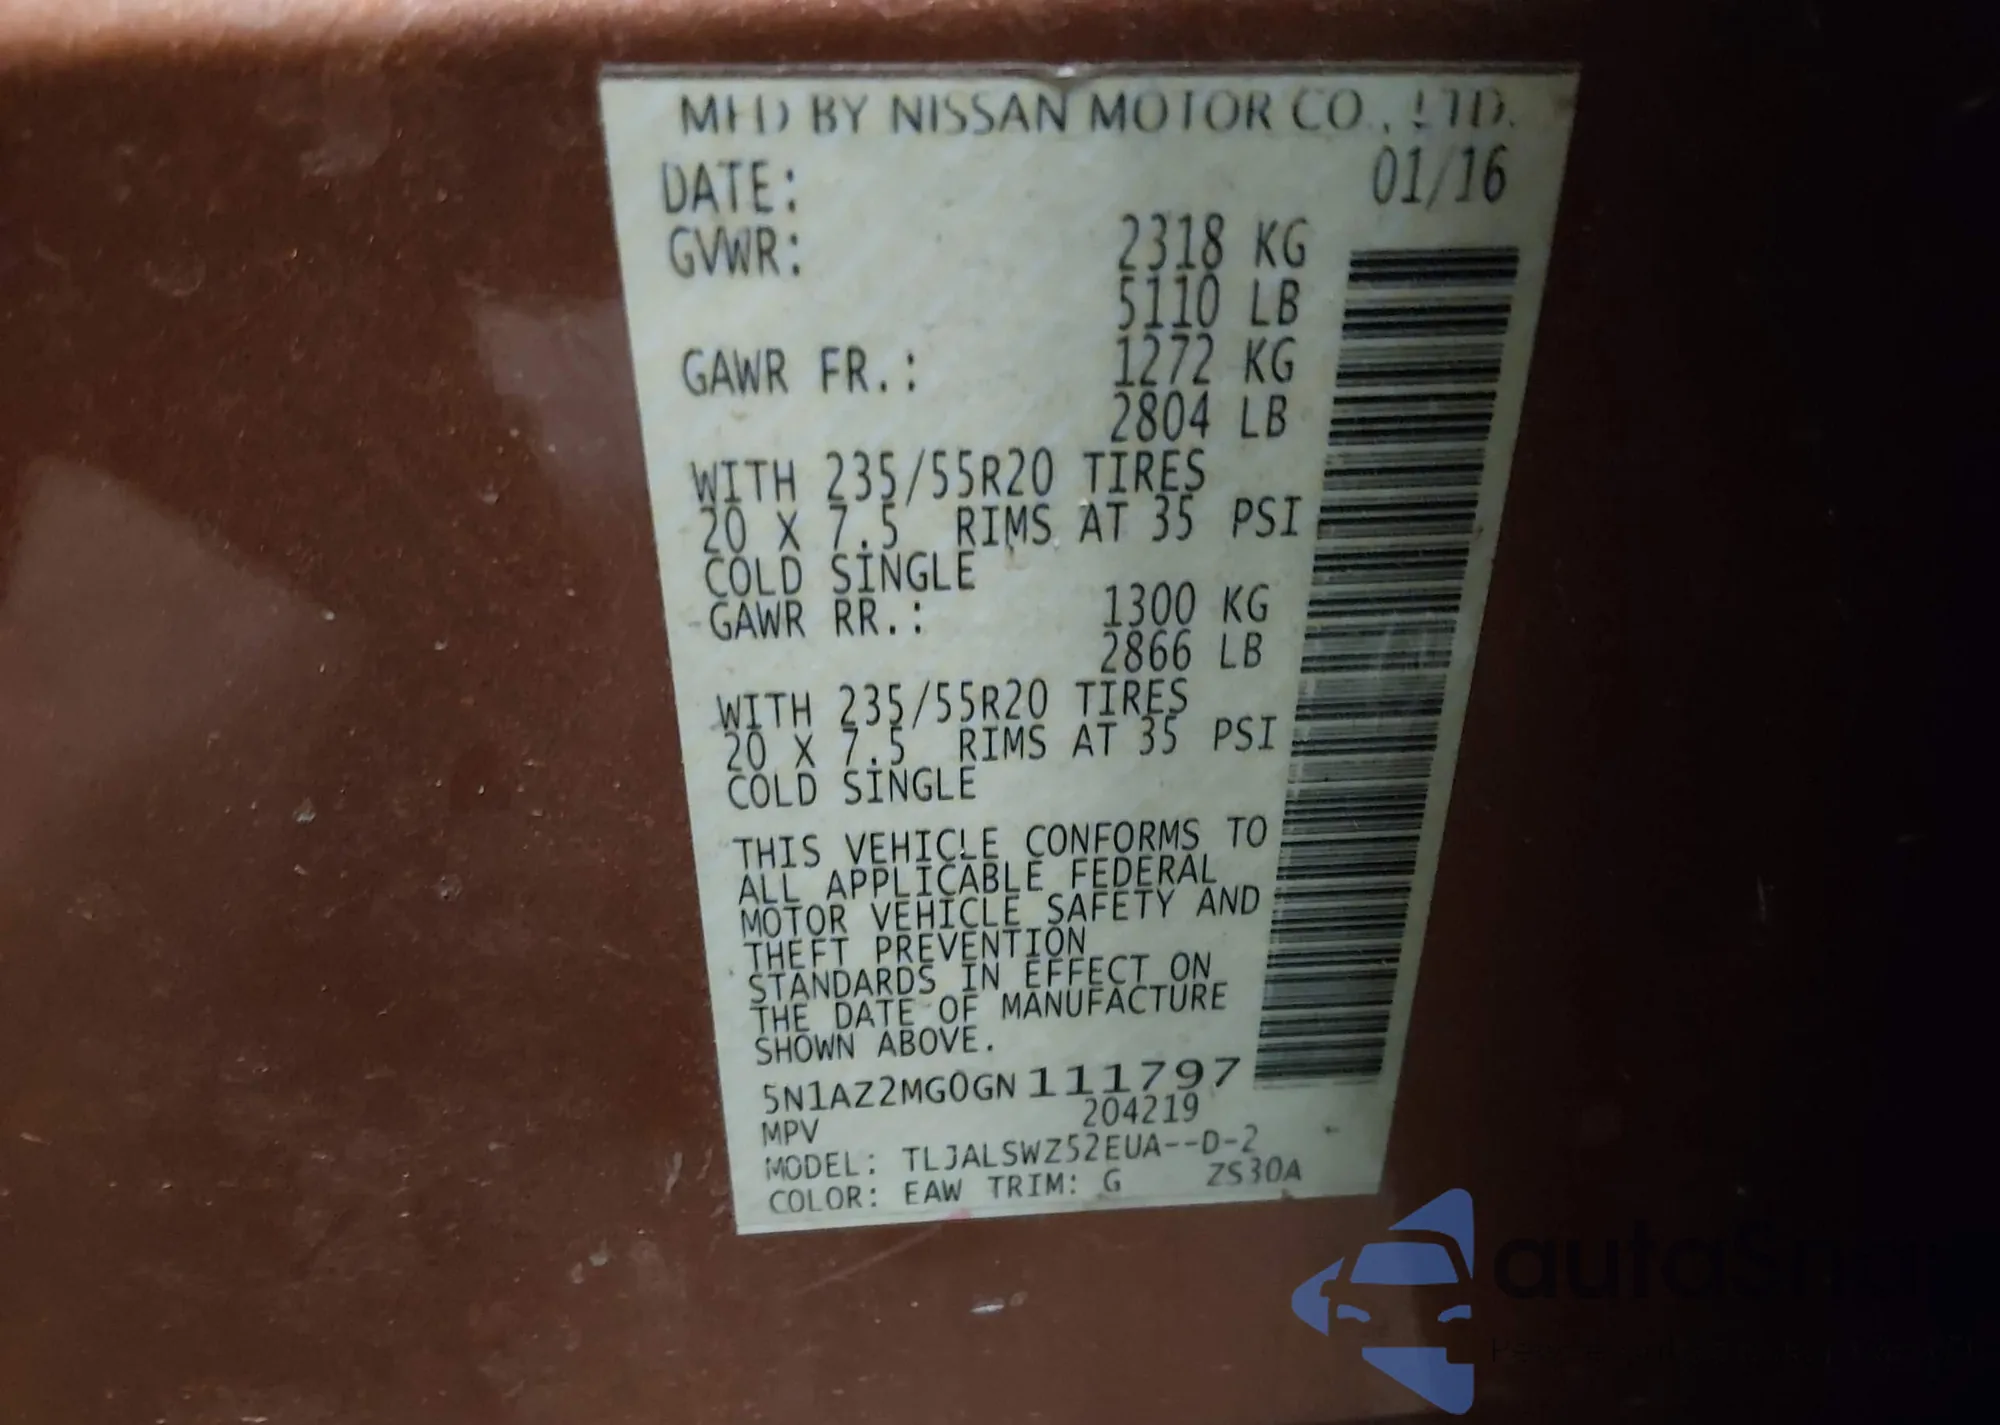 MFD BY NISSAN MOTOR CO., LTD.
DATE: 01/16
GVWR: 2318 KG
5110 LB
GAWR FR.: 1272 KG
2804 LB
WITH 235/55R20 TIRES
20 X 7.5 RIMS AT 35 PSI
COLD SINGLE
GAWR RR.: 1300 KG
2866 LB
WITH 235/55R20 TIRES
20 X 7.5 RIMS AT 35 PSI
COLD SINGLE
THIS VEHICLE CONFORMS TO
ALL APPLICABLE FEDERAL
MOTOR VEHICLE SAFETY AND
THEFT PREVENTION
STANDARDS IN EFFECT ON
THE DATE OF MANUFACTURE
SHOWN ABOVE.
5N1AZ2MG0GN111797
MPV 204219
MODEL: TLJALSWZ52EUA--D-2
COLOR: EAW TRIM: G ZS30A